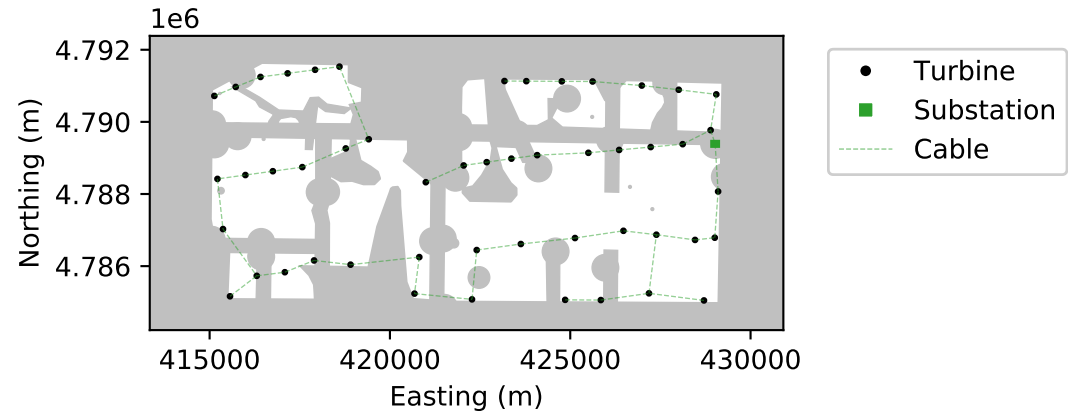 1e6
4.792
4.790
4.788
4.786
Northing (m)
415000 420000 425000 430000
Easting (m)
Turbine
Substation
Cable